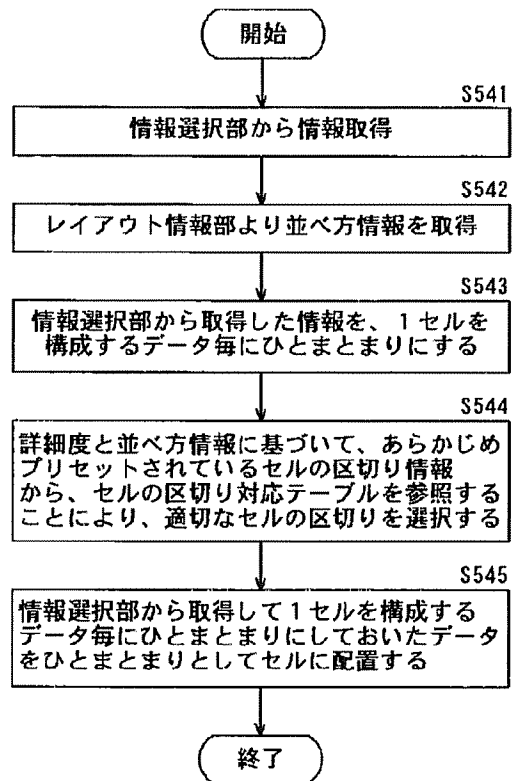 開始
S541
情報選択部から情報取得
S542
レイアウト情報部より並べ方情報を取得
S543
情報選択部から取得した情報を、1セルを
構成するデータ毎にひとまとまりにする
S544
詳細度と並べ方情報に基づいて、あらかじめ
プリセットされているセルの区切り情報
から、セルの区切り対応テーブルを参照する
ことにより、適切なセルの区切りを選択する
S545
情報選択部から取得して1セルを構成する
データ毎にひとまとまりにしておいたデータ
をひとまとまりとしてセルに配置する
終了